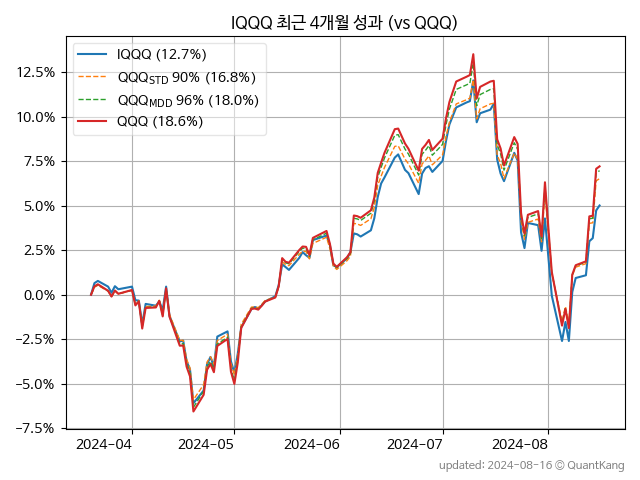 IQQQ 최근 4개월 성과 (vs QQQ)
IQQQ (12.7%)
QQQSTD 90% (16.8%)
QQQMDD 96% (18.0%)
QQQ (18.6%)
12.5%
10.0%
7.5%
5.0%
2.5%
0.0%
−2.5%
−5.0%
−7.5%
2024−04 2024−05 2024−06 2024−07 2024−08
updated: 2024−08−16 © QuantKang